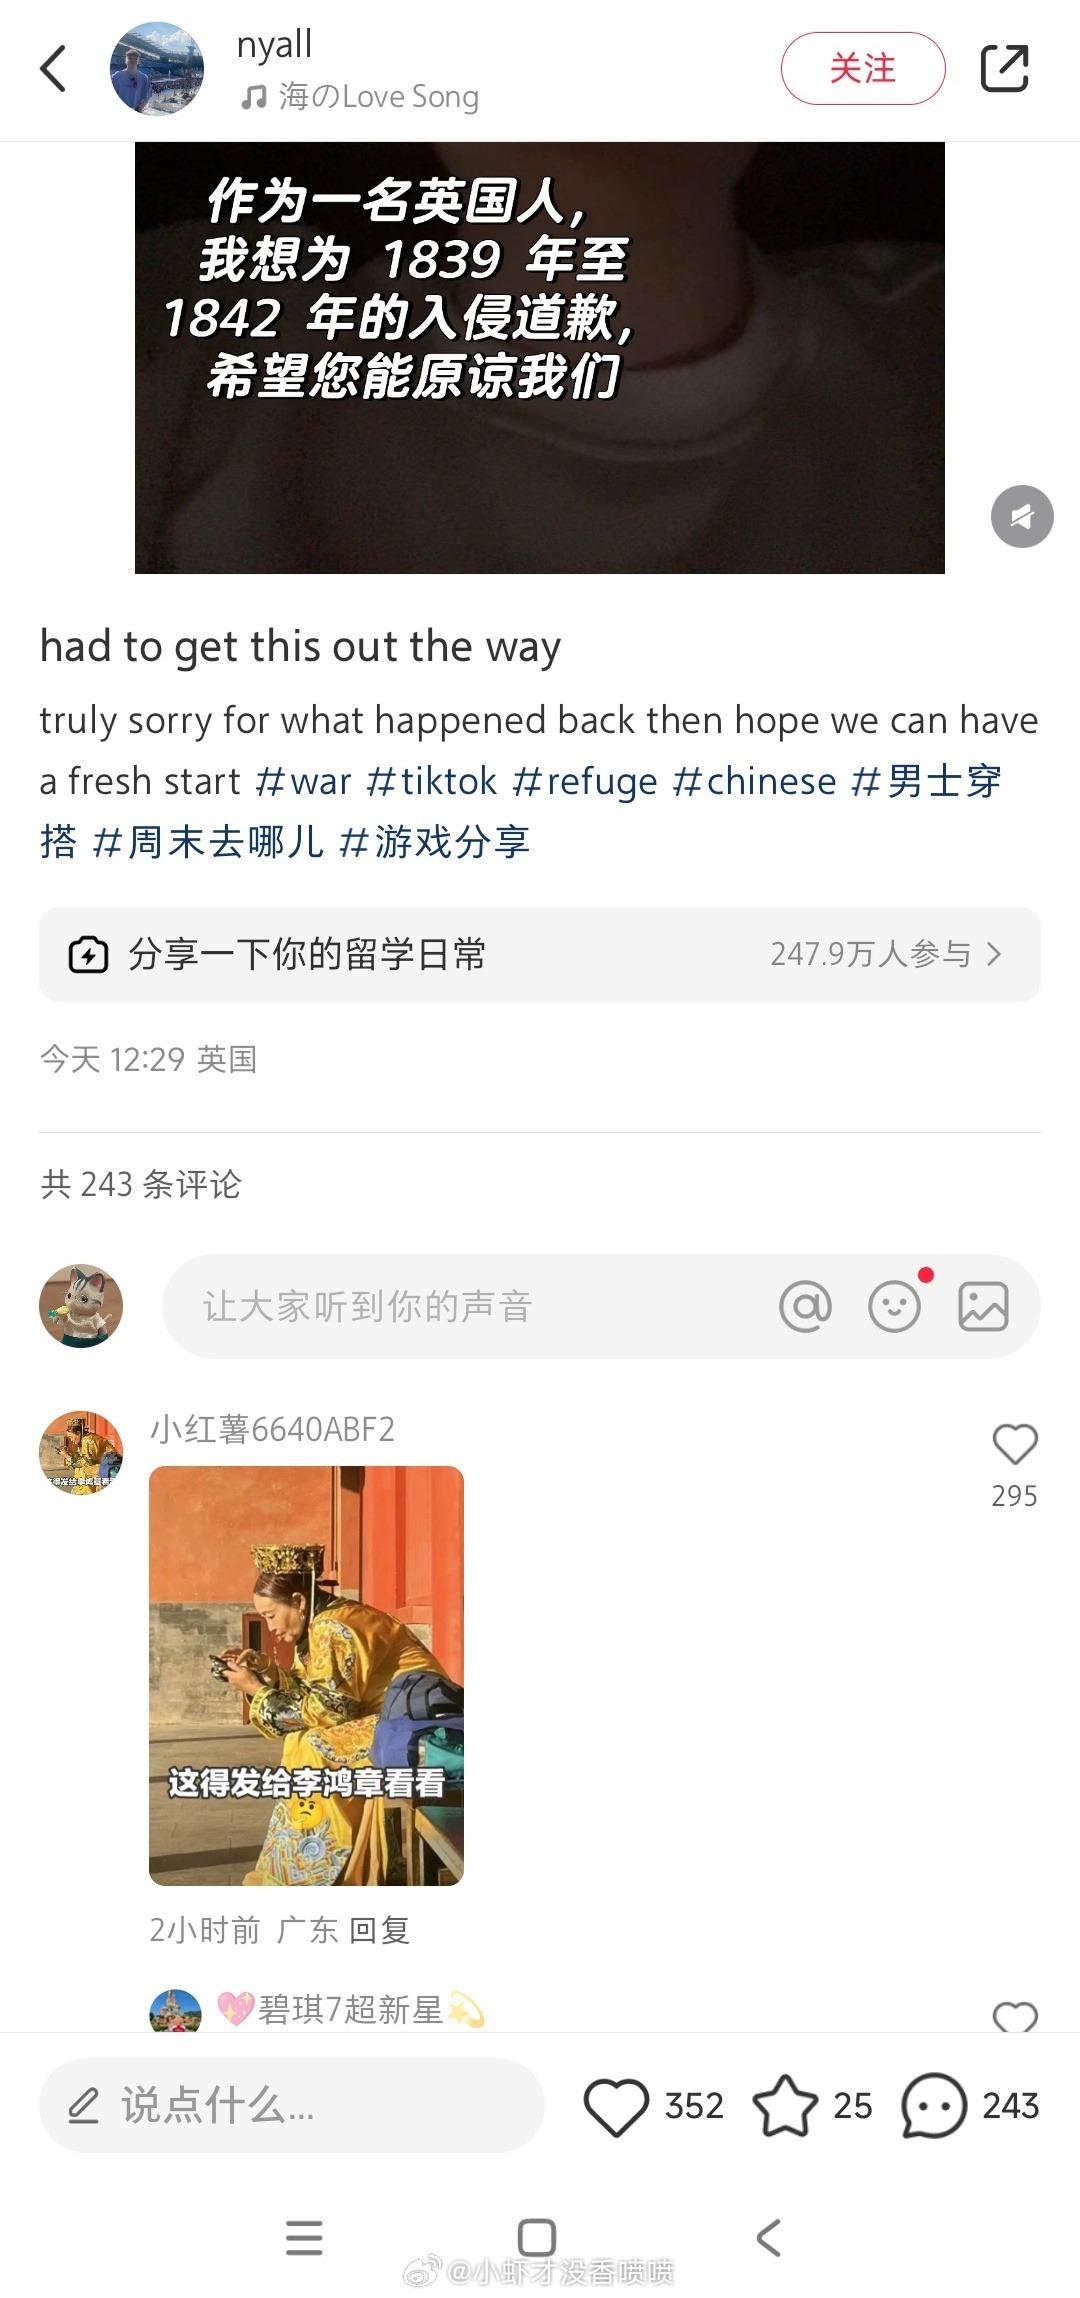 nyall
海のLove Song
关注
作为一名英国人，
我想为 1839 年至
1842 年的入侵道歉，
希望您能原谅我们
had to get this out the way
truly sorry for what happened back then hope we can have
a fresh start #war #tiktok #refuge #chinese #男士穿
搭 #周末去哪儿 #游戏分享
分享一下你的留学日常
247.9万人参与
今天 12:29 英国
共 243 条评论
让大家听到你的声音
小红薯6640ABF2
295
这得发给李鸿章看看
2小时前 广东 回复
💖碧琪7超新星💫
说点什么...
352
25
243
@小虾才没香喷喷